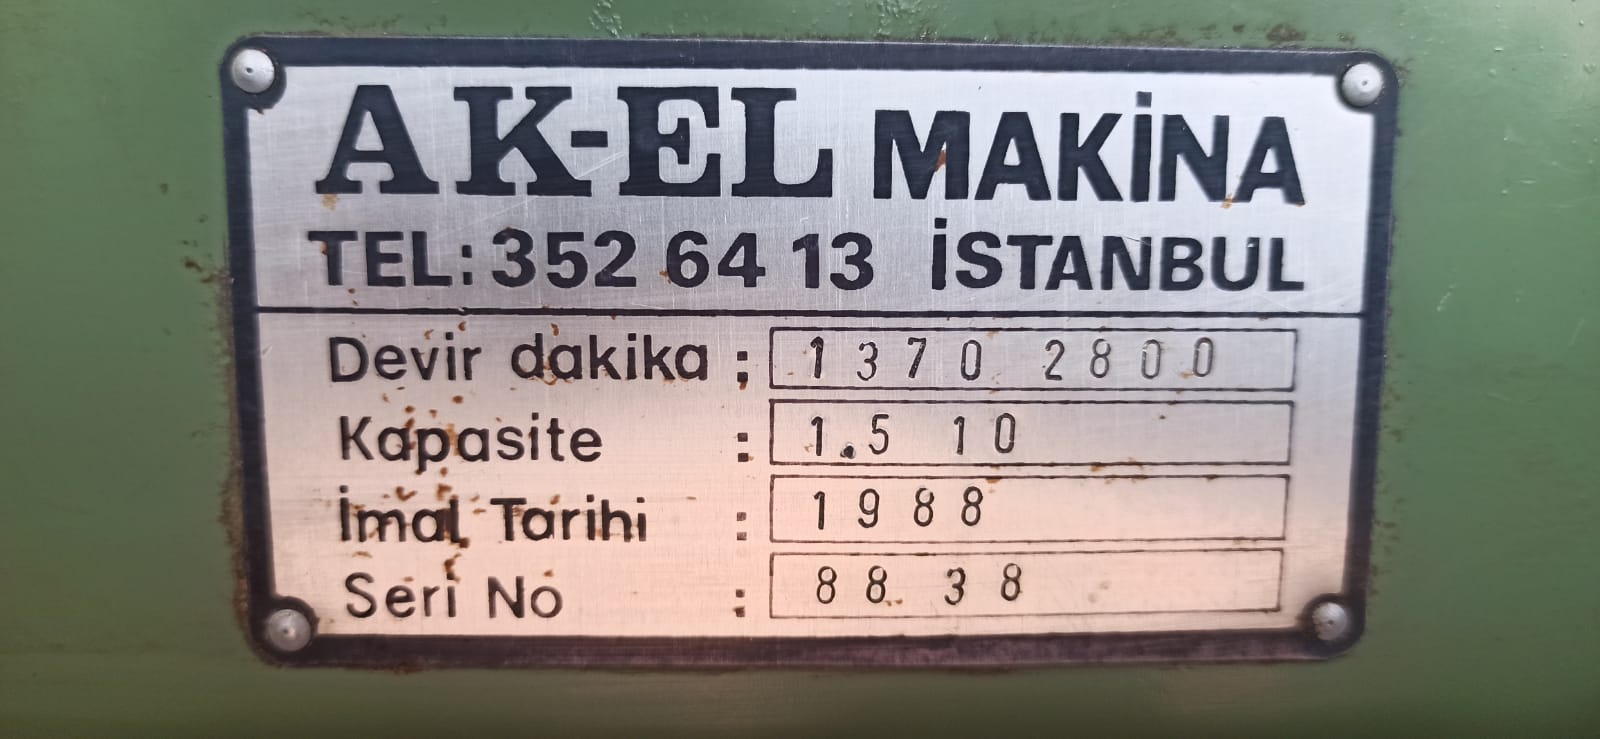 AK-EL MAKİNA
TEL: 352 64 13 İSTANBUL
Devir dakika : 1370 2800
Kapasite : 1.5 10
İmal Tarihi : 1988
Seri No : 88 38